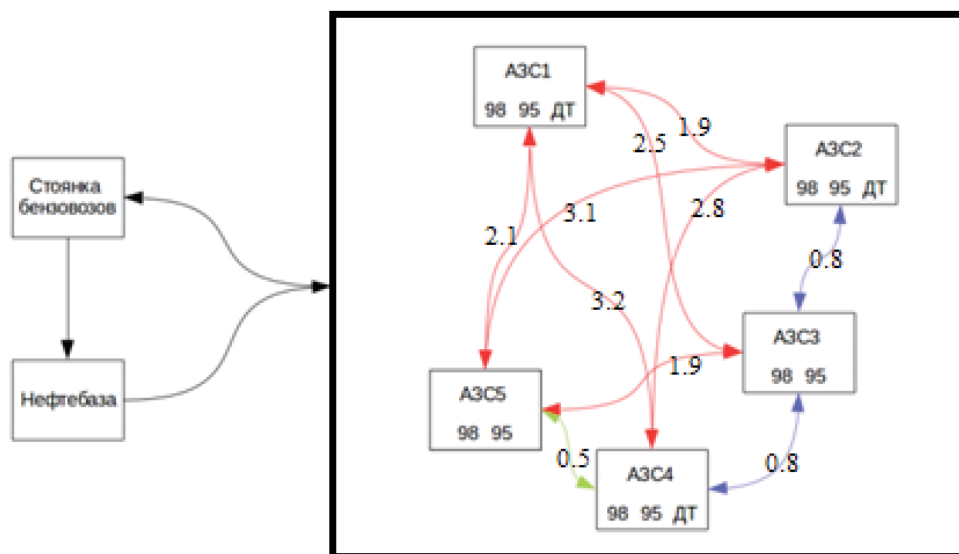 АЗС1
98 95 ДТ
1.9
2.5
АЗС2
98 95 ДТ
Стоянка
бензовозов
3.1
2.8
2.1
0.8
3.2
АЗС3
98 95
1.9
Нефтебаза
АЗС5
98 95
0.5
0.8
АЗС4
98 95 ДТ